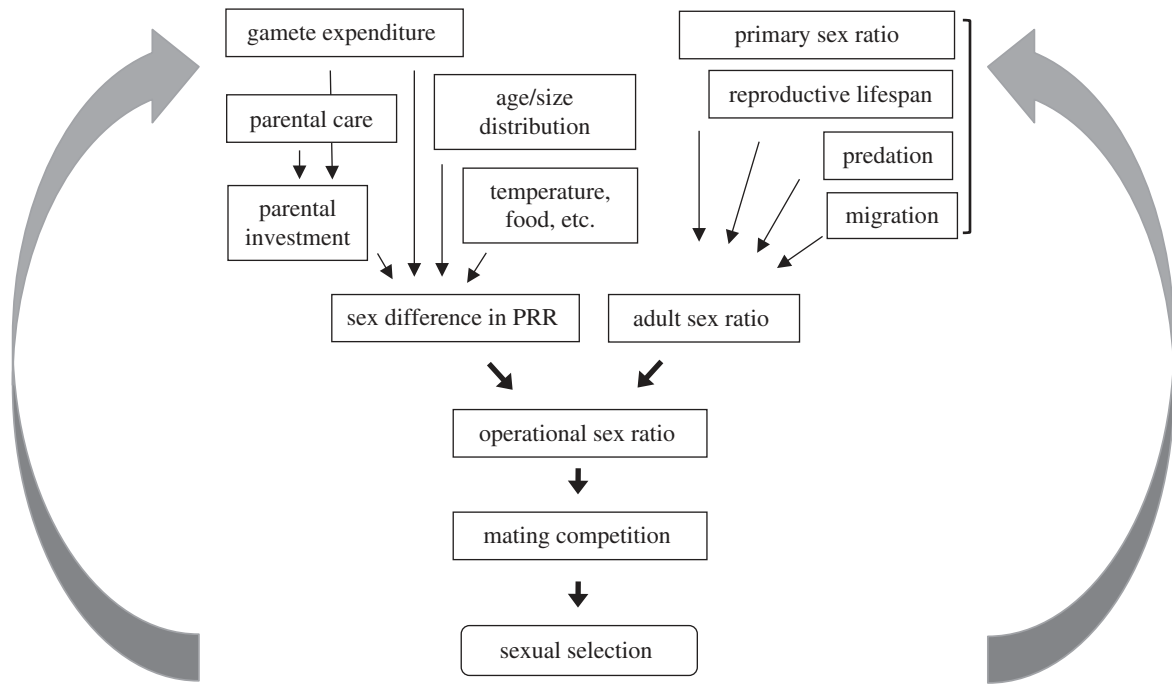 gamete expenditure
parental care
parental
investment
age/size
distribution
temperature,
food, etc.
primary sex ratio
reproductive lifespan
predation
migration
sex difference in PRR
adult sex ratio
operational sex ratio
mating competition
sexual selection